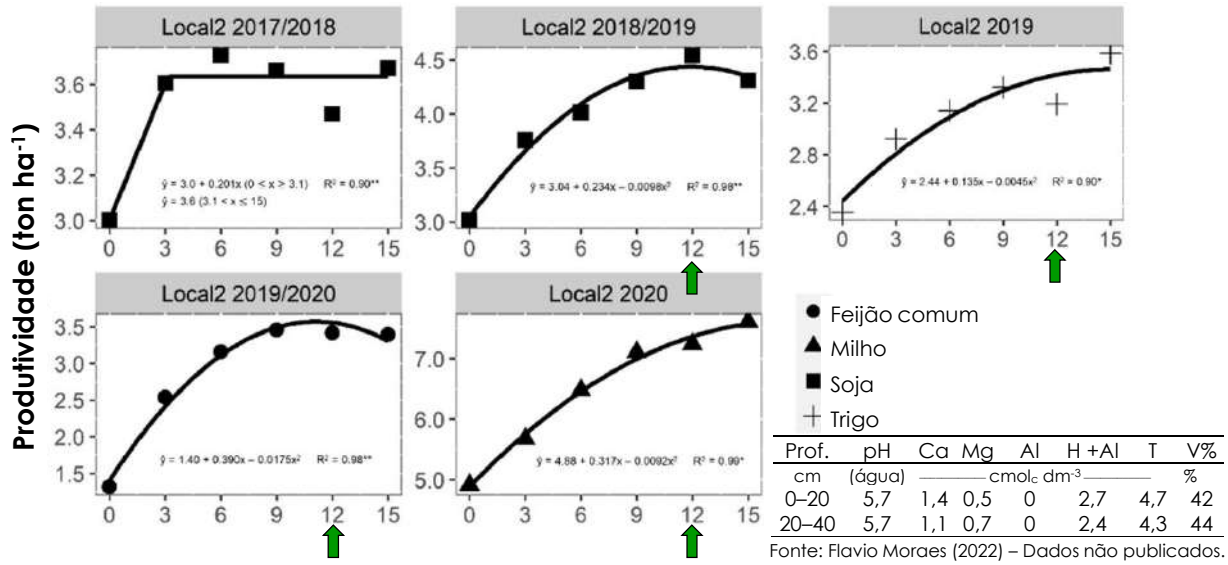 Produtividade (ton ha⁻¹)
Local2 2017/2018
3.6
3.4
3.2
3.0
ŷ = 3.0 + 0.201x (0 < x > 3.1) R² = 0.90**
ŷ = 3.6 (3.1 < x ≤ 15)
0 3 6 9 12 15
Local2 2018/2019
4.5
4.0
3.5
3.0
ŷ = 3.04 + 0.234x – 0.0098x² R² = 0.98**
0 3 6 9 12 15
Local2 2019
3.6
3.2
2.8
2.4
ŷ = 2.44 + 0.135x – 0.0045x² R² = 0.90*
0 3 6 9 12 15
Local2 2019/2020
3.5
3.0
2.5
2.0
1.5
ŷ = 1.40 + 0.390x – 0.0175x² R² = 0.98**
0 3 6 9 12 15
Local2 2020
7.0
6.0
5.0
ŷ = 4.88 + 0.317x – 0.0092x² R² = 0.99*
0 3 6 9 12 15
Feijão comum
Milho
Soja
Trigo
Prof. pH Ca Mg Al H +Al T V%
cm (água) cmolc dm⁻³ %
0–20 5,7 1,4 0,5 0 2,7 4,7 42
20–40 5,7 1,1 0,7 0 2,4 4,3 44
Fonte: Flavio Moraes (2022) – Dados não publicados.